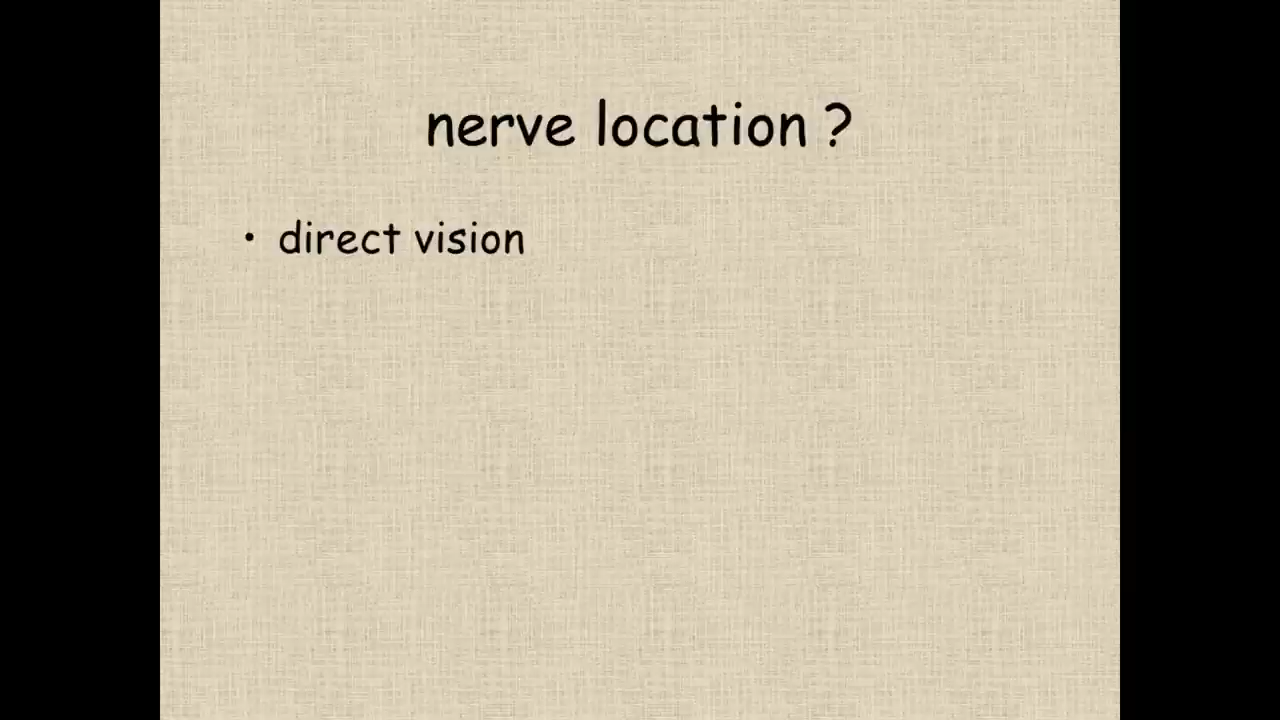 nerve location ?
• direct vision